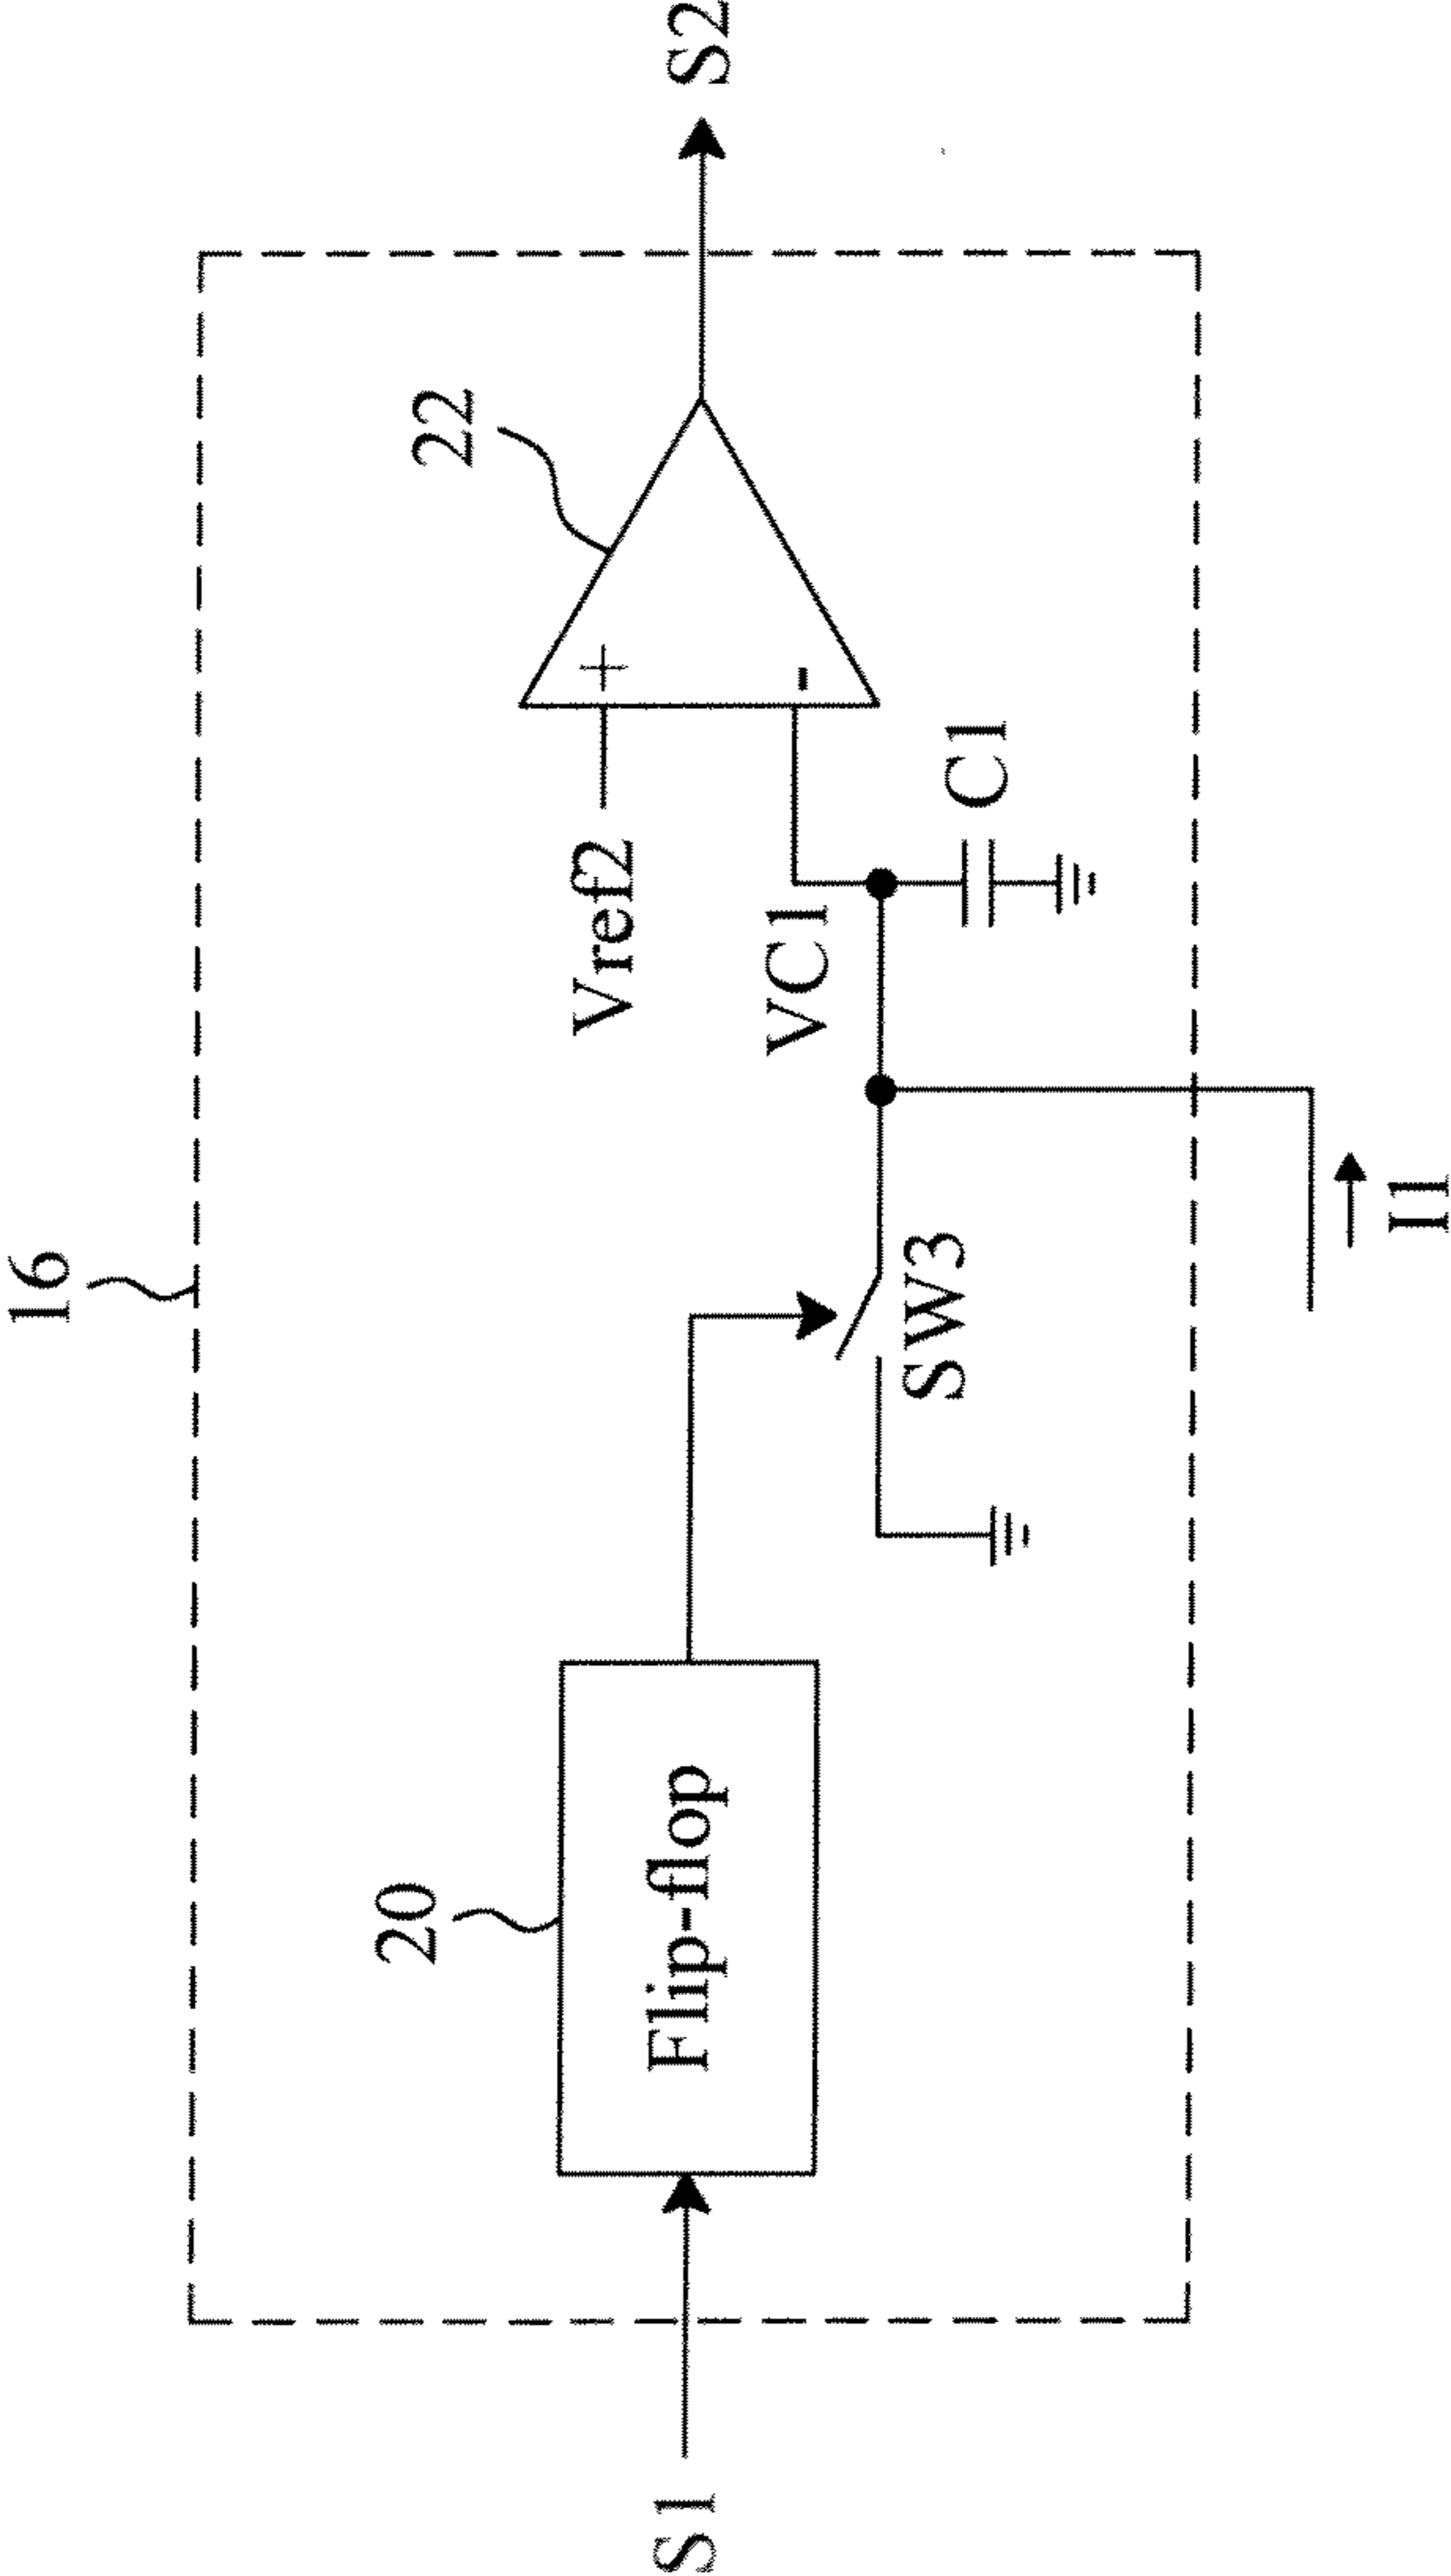 16
20
22
S1
Flip-flop
SW3
I1
Vref2
VC1
C1
+
-
S2